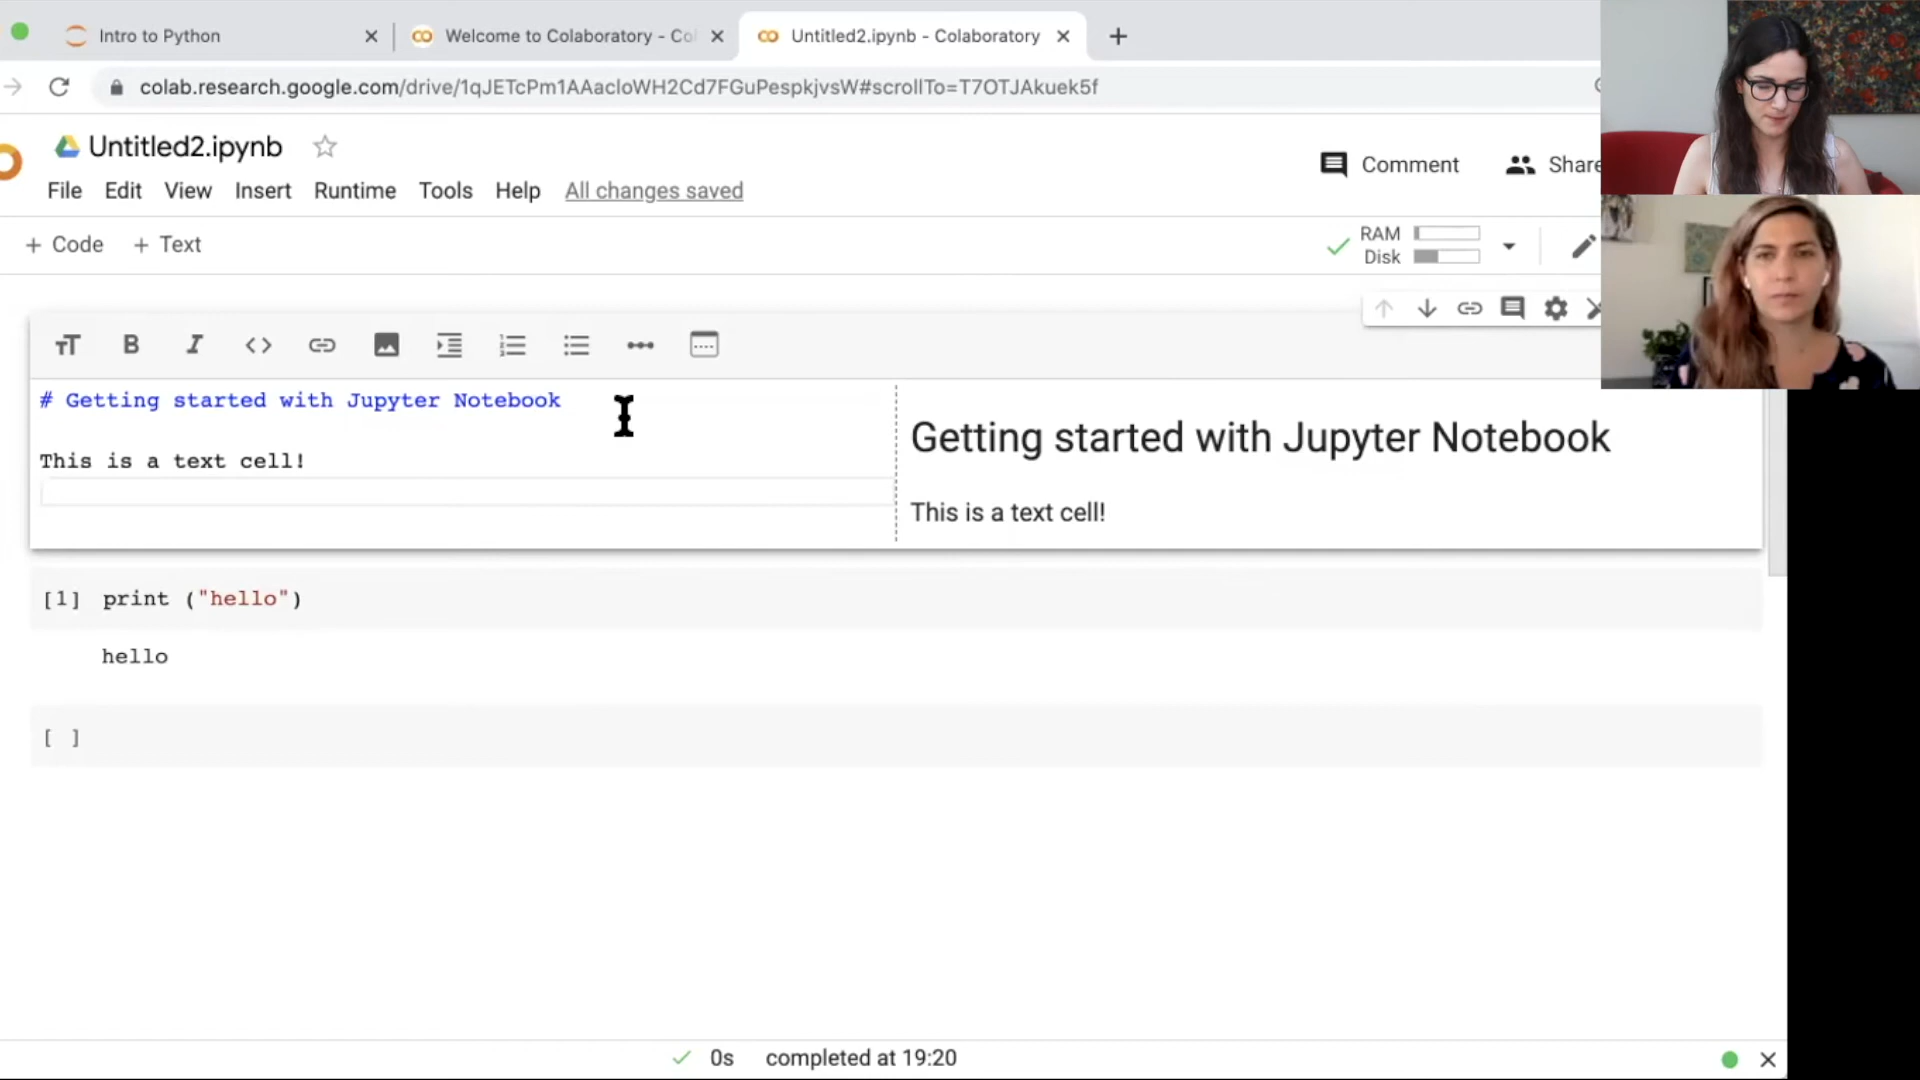 Intro to Python
Welcome to Colaboratory - Co
Untitled2.ipynb - Colaboratory
colab.research.google.com/drive/1qJETcPm1AAacloWH2Cd7FGuPespkjvsW#scrollTo=T7OTJAkuek5f
Untitled2.ipynb
Comment
Share
File Edit View Insert Runtime Tools Help All changes saved
+ Code + Text
RAM
Disk
# Getting started with Jupyter Notebook
This is a text cell!
Getting started with Jupyter Notebook
This is a text cell!
[1] print ("hello")
hello
[ ]
0s completed at 19:20